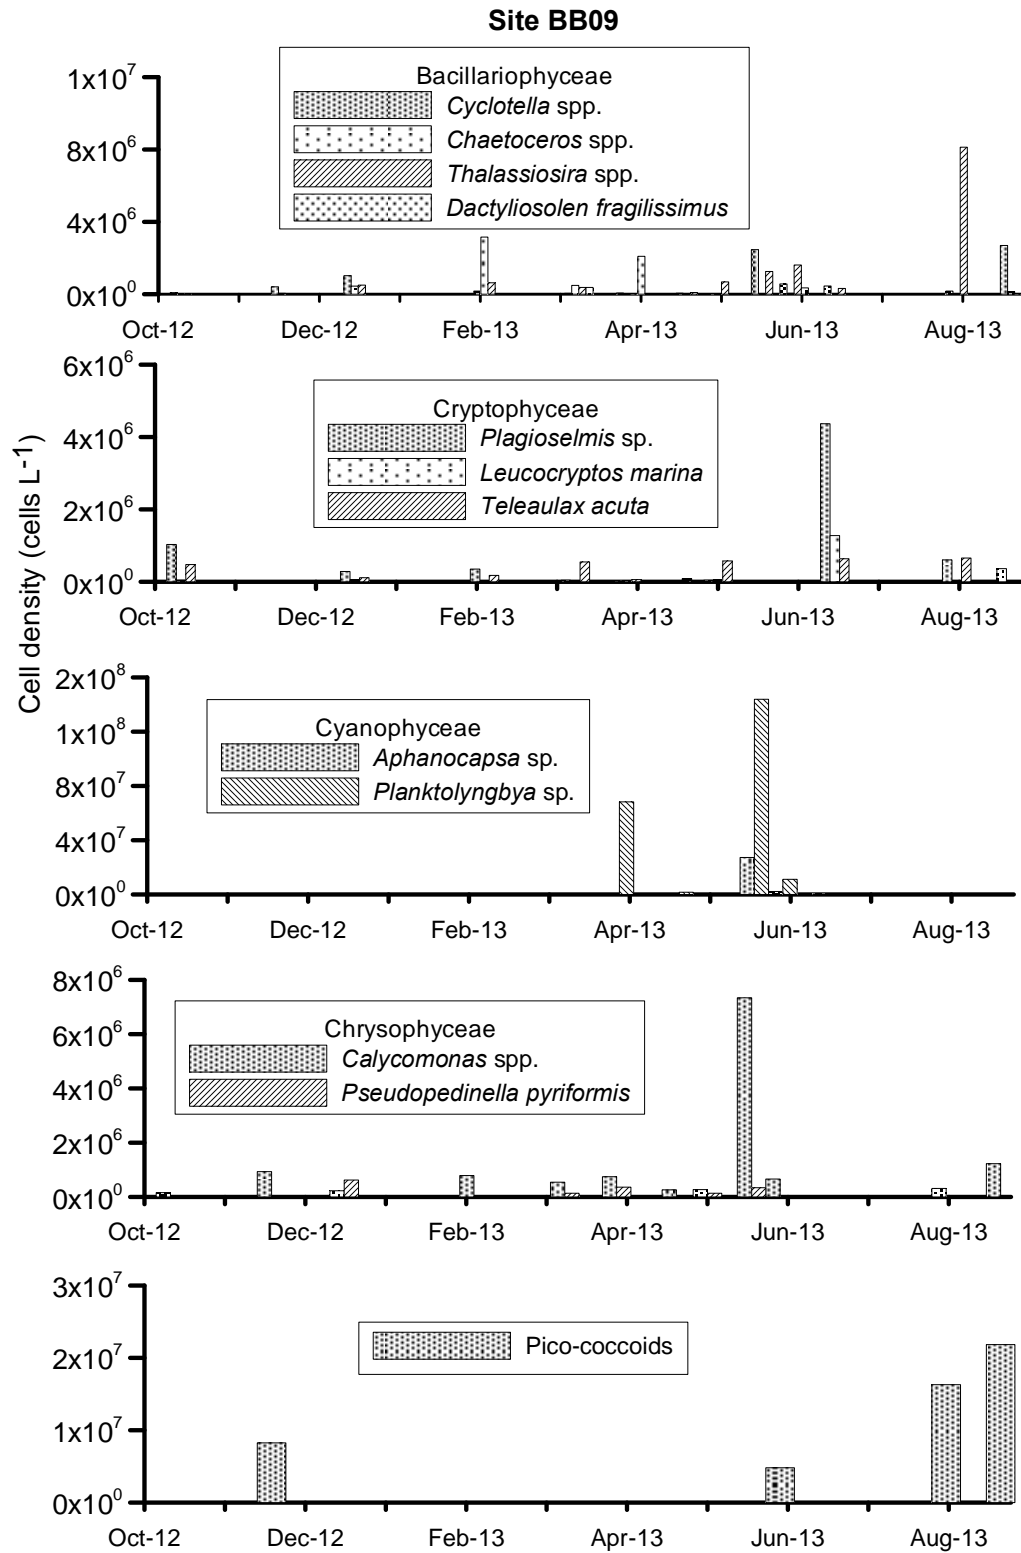 Site BB09
Cell density (cells L-1)
Bacillariophyceae
Cyclotella spp.
Chaetoceros spp.
Thalassiosira spp.
Dactyliosolen fragilissimus
1x10^7
8x10^6
4x10^6
0x10^0
Oct-12 Dec-12 Feb-13 Apr-13 Jun-13 Aug-13
Cryptophyceae
Plagioselmis sp.
Leucocryptos marina
Teleaulax acuta
6x10^6
4x10^6
2x10^6
0x10^0
Oct-12 Dec-12 Feb-13 Apr-13 Jun-13 Aug-13
Cyanophyceae
Aphanocapsa sp.
Planktolyngbya sp.
2x10^8
1x10^8
8x10^7
4x10^7
0x10^0
Oct-12 Dec-12 Feb-13 Apr-13 Jun-13 Aug-13
Chrysophyceae
Calycomonas spp.
Pseudopedinella pyriformis
8x10^6
6x10^6
4x10^6
2x10^6
0x10^0
Oct-12 Dec-12 Feb-13 Apr-13 Jun-13 Aug-13
Pico-coccoids
3x10^7
2x10^7
1x10^7
0x10^0
Oct-12 Dec-12 Feb-13 Apr-13 Jun-13 Aug-13